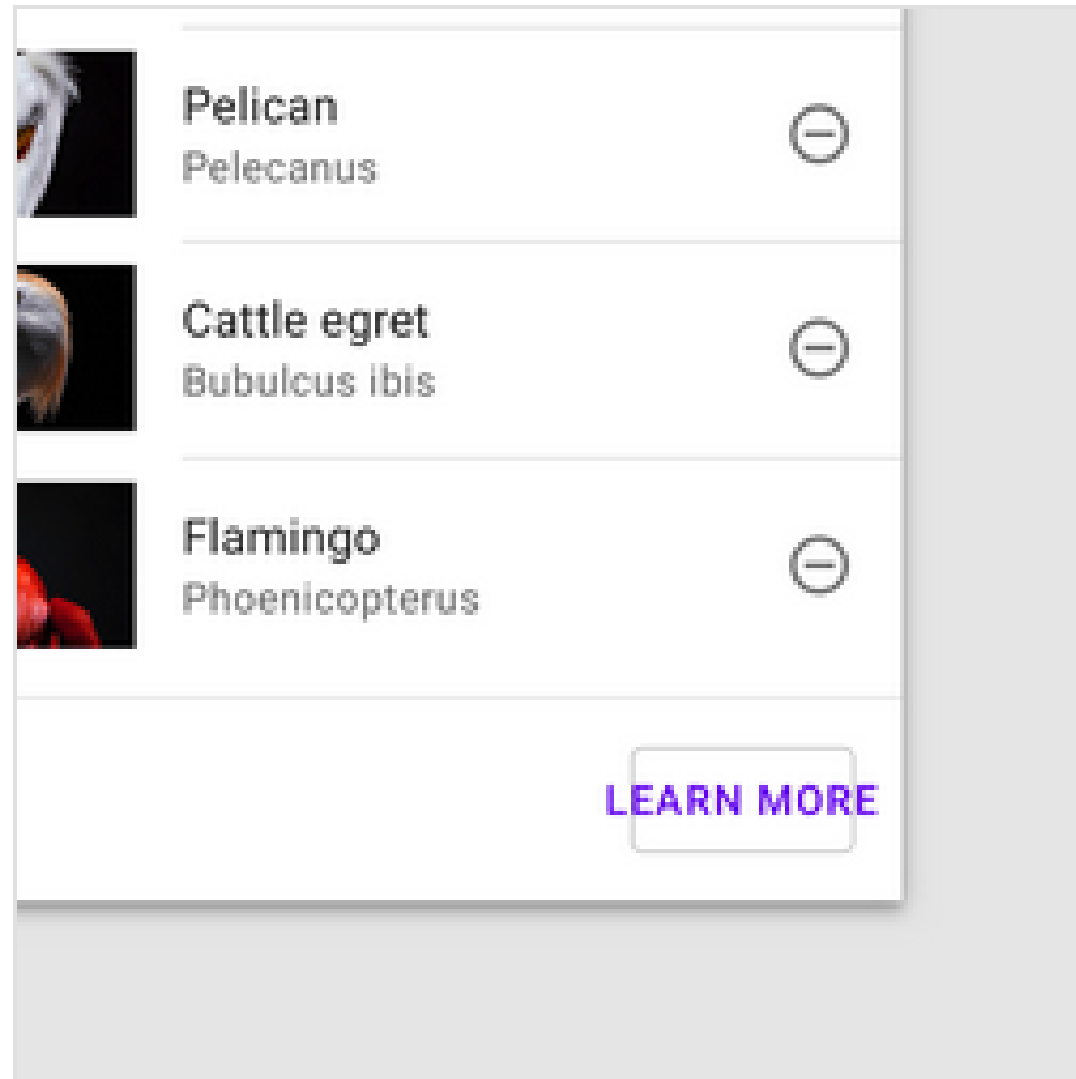 Pelican
Pelecanus
Cattle egret
Bubulcus ibis
Flamingo
Phoenicopterus
LEARN MORE